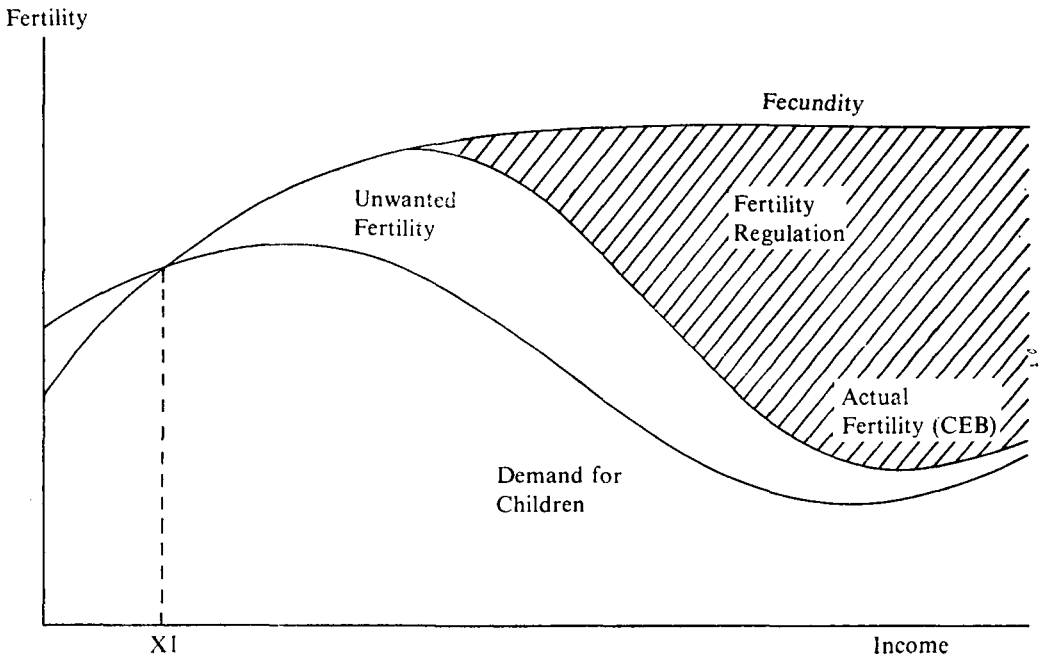 Fertility
Fecundity
Unwanted
Fertility
Fertility
Regulation
Actual
Fertility (CEB)
Demand for
Children
X1
Income